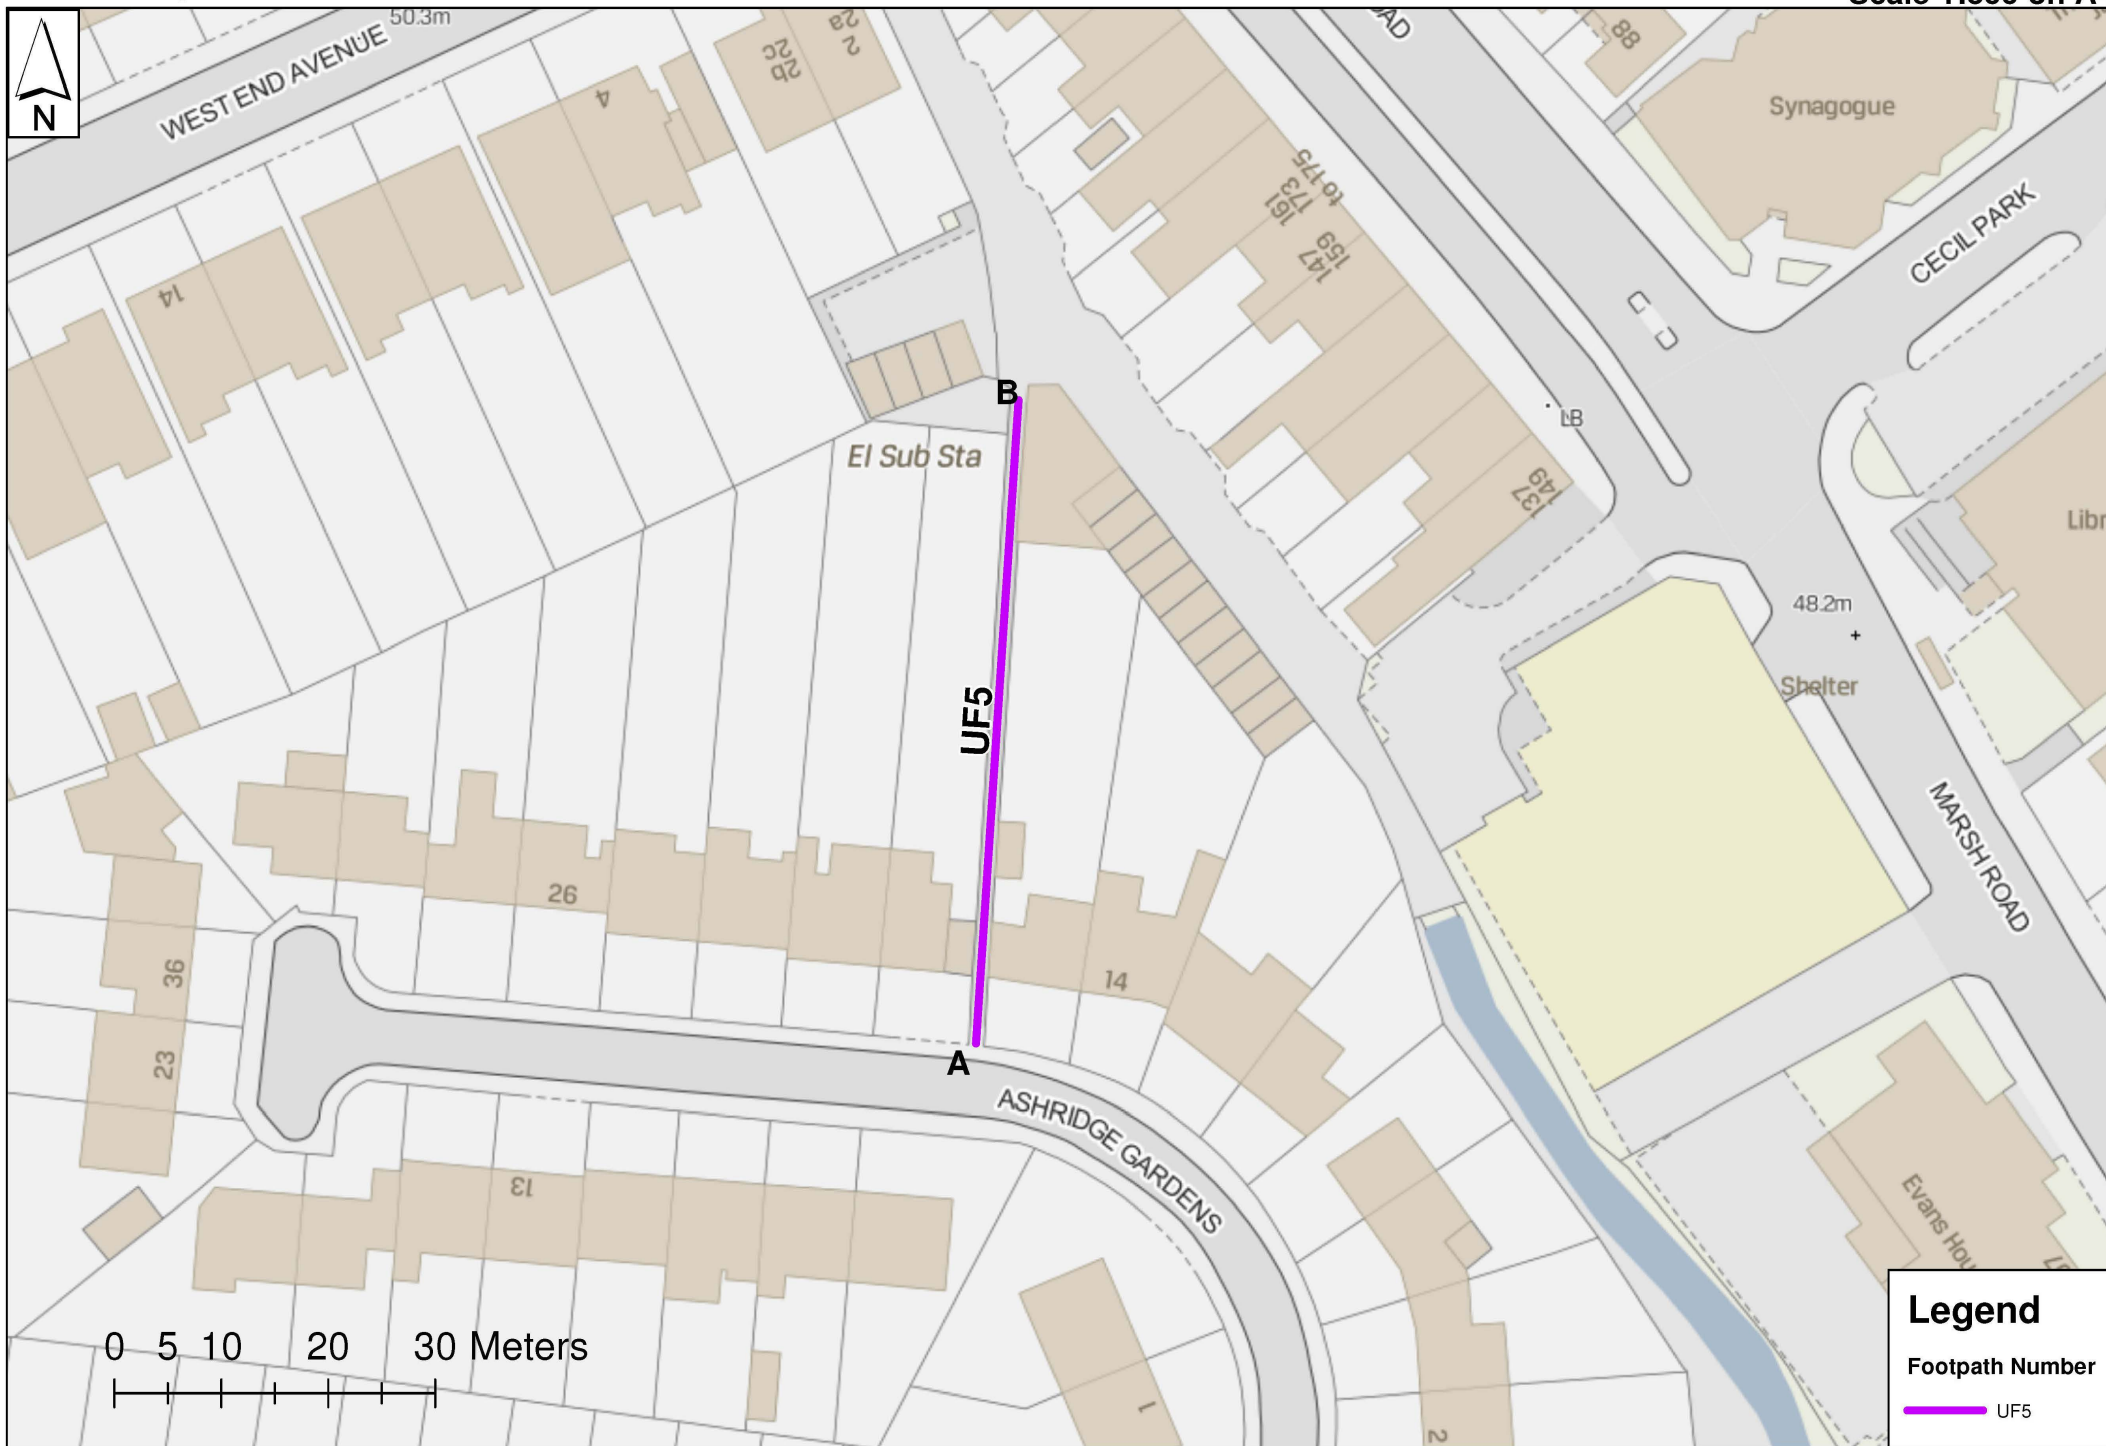 50.3m
WEST END AVENUE
N
2a
2
2c
2b
4
14
88
Synagogue
CECIL PARK
to 175
173
161
159
147
LB
149
137
B
El Sub Sta
48.2m
Shelter
UF5
MARSH ROAD
26
36
23
14
A
ASHRIDGE GARDENS
13
1
2
0 5 10 20 30 Meters
Legend
Footpath Number
UF5